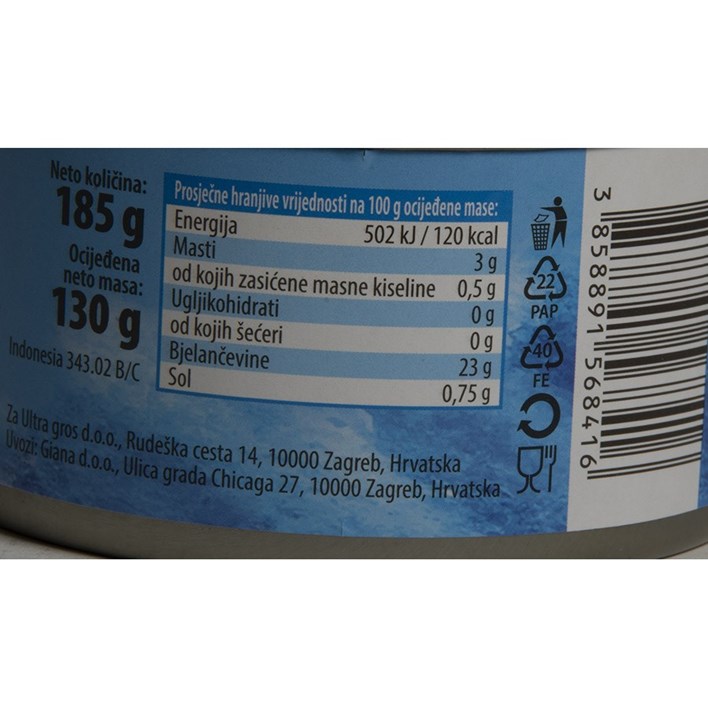 Neto količina:
185 g
Ocijeđena
neto masa:
130 g
Indonesia 343.02 B/C
Prosječne hranjive vrijednosti na 100 g ocijeđene mase:
Energija 502 kJ / 120 kcal
Masti 3 g
od kojih zasićene masne kiseline 0,5 g
Ugljikohidrati 0 g
od kojih šećeri 0 g
Bjelančevine 23 g
Sol 0,75 g
Za Ultra gros d.o.o., Rudeška cesta 14, 10000 Zagreb, Hrvatska
Uvozi: Giana d.o.o., Ulica grada Chicaga 27, 10000 Zagreb, Hrvatska
22
PAP
40
FE
3 858891 568416